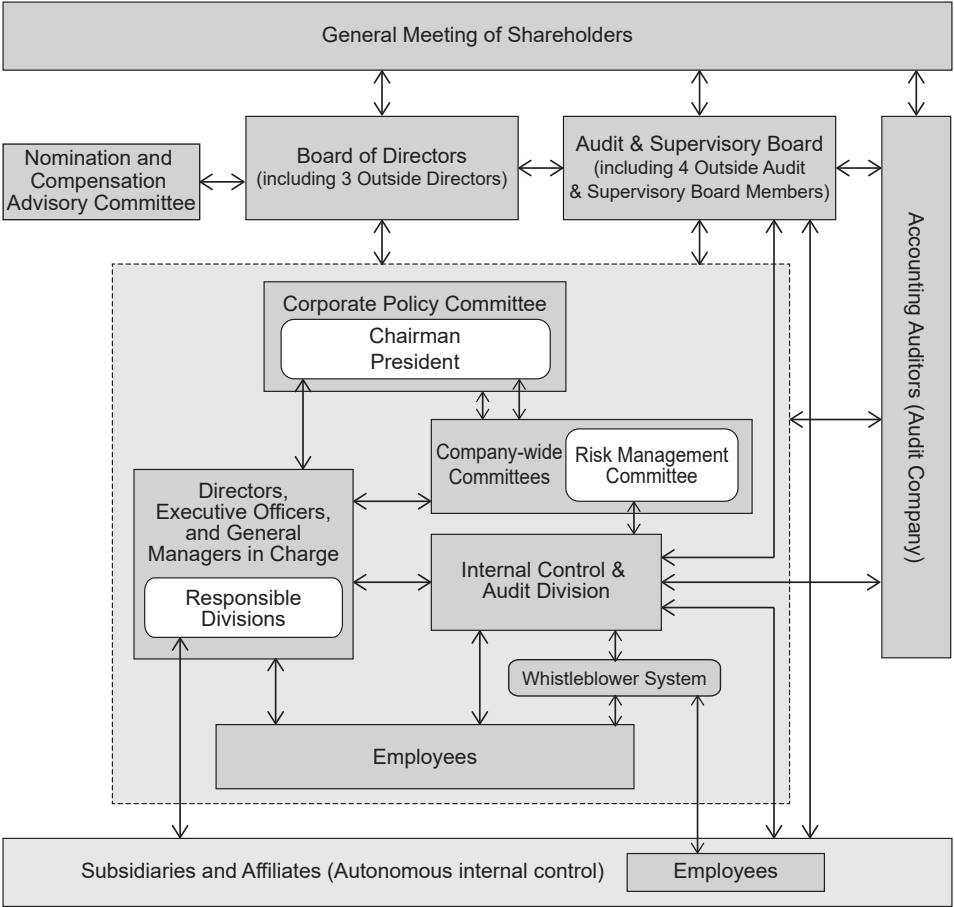 General Meeting of Shareholders
Nomination and
Compensation
Advisory Committee
Board of Directors
(including 3 Outside Directors)
Audit & Supervisory Board
(including 4 Outside Audit
& Supervisory Board Members)
Accounting Auditors (Audit Company)
Corporate Policy Committee
Chairman
President
Company-wide
Committees
Risk Management
Committee
Directors,
Executive Officers,
and General
Managers in Charge
Responsible
Divisions
Internal Control &
Audit Division
Whistleblower System
Employees
Subsidiaries and Affiliates (Autonomous internal control)
Employees